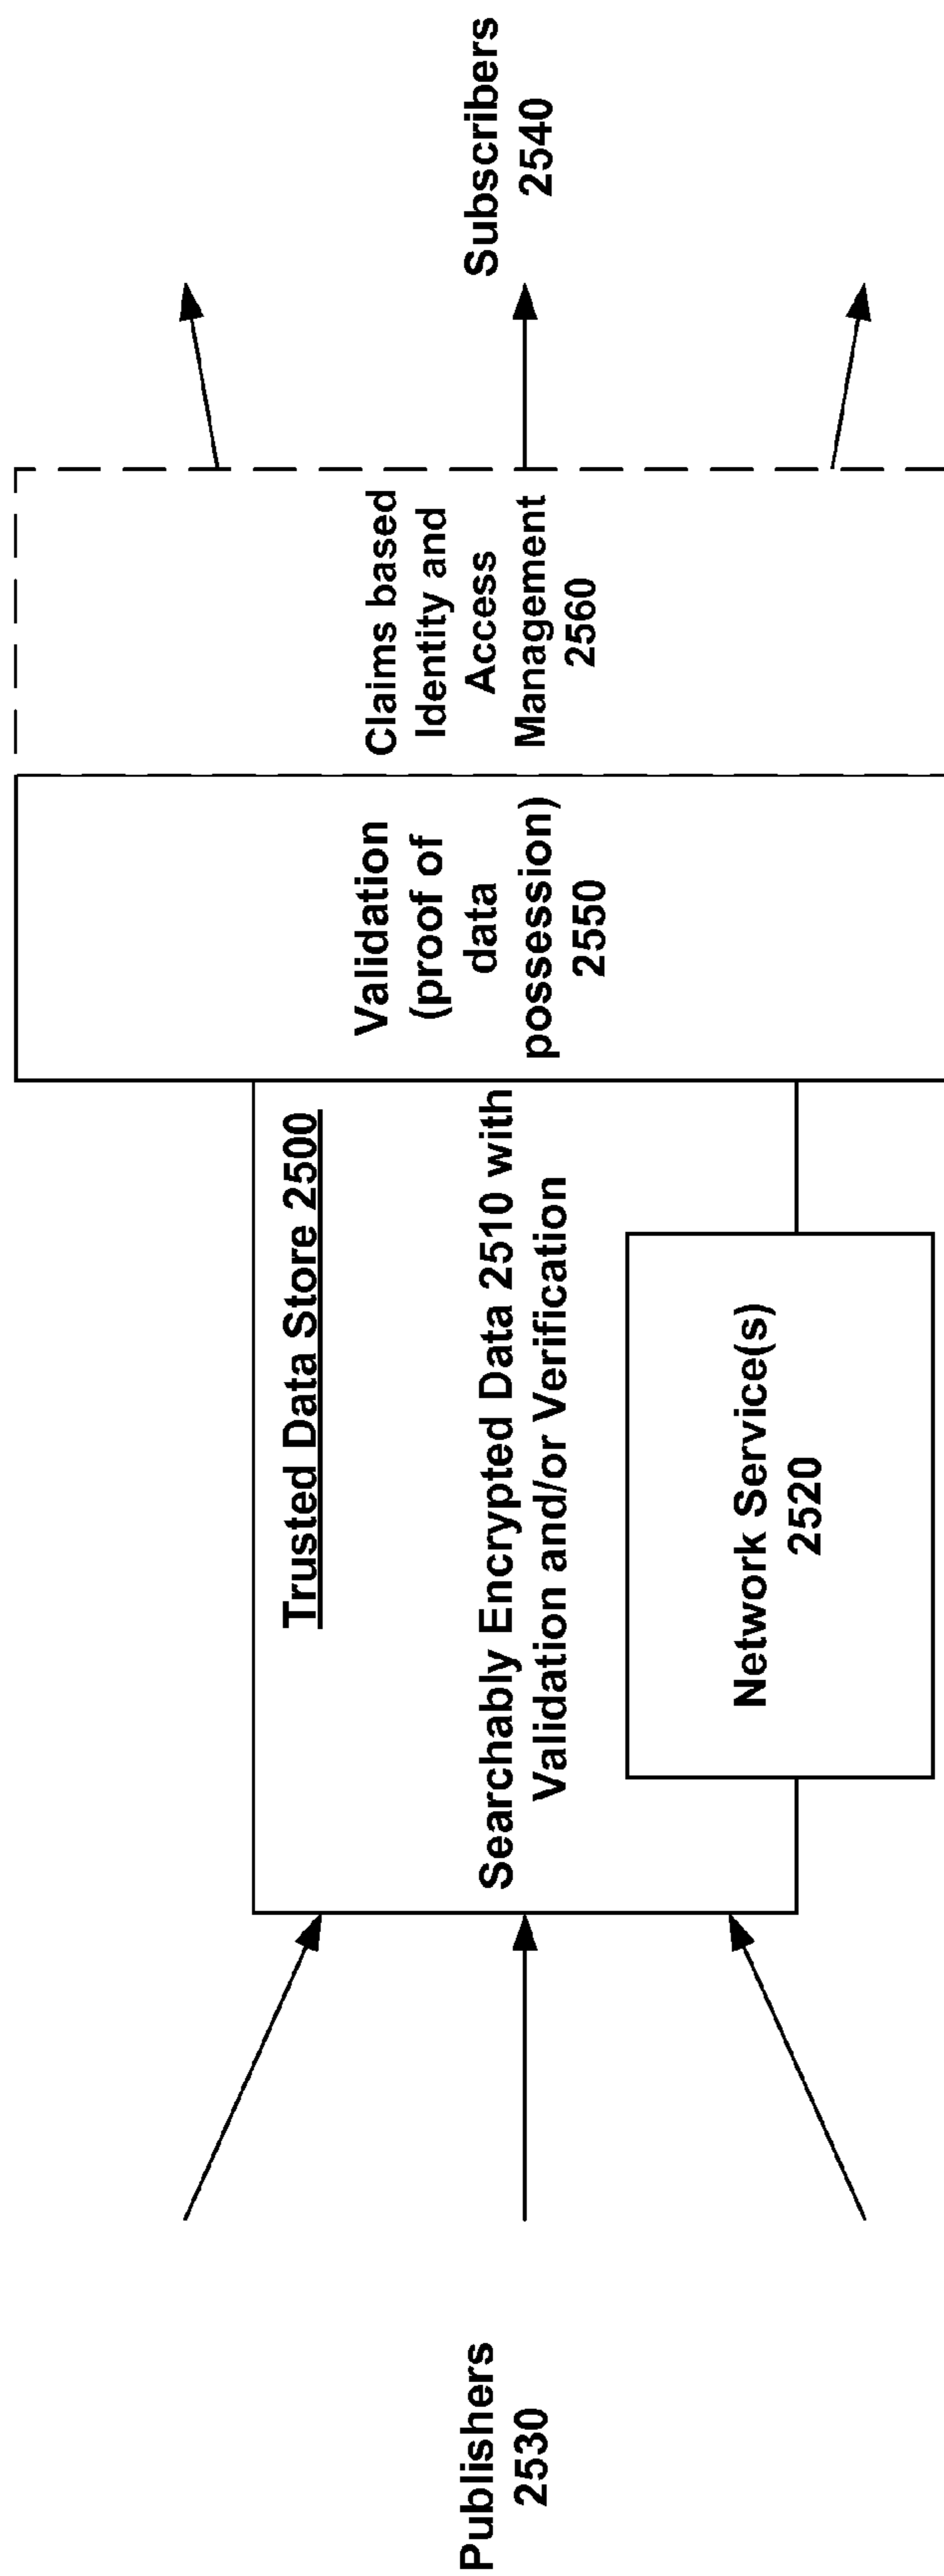 Publishers
2530
Trusted Data Store 2500
Searchably Encrypted Data 2510 with
Validation and/or Verification
Network Service(s)
2520
Validation
(proof of
data
possession)
2550
Claims based
Identity and
Access
Management
2560
Subscribers
2540